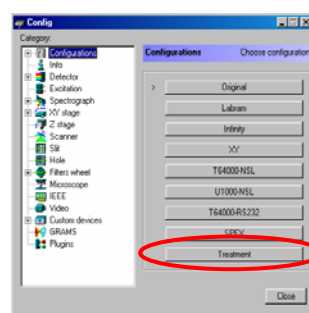 Config
Category:
Configurations
Info
Detector
Excitation
Spectrograph
XY stage
Z stage
Scanner
Slit
Hole
Filters wheel
Microscope
IEEE
Video
Custom devices
GRAMS
Plugins
Configurations Choose configuration
> Original
Labram
Infinity
XY
T64000-NSL
U1000-NSL
T64000-RS232
SPEX
Treatment
Close